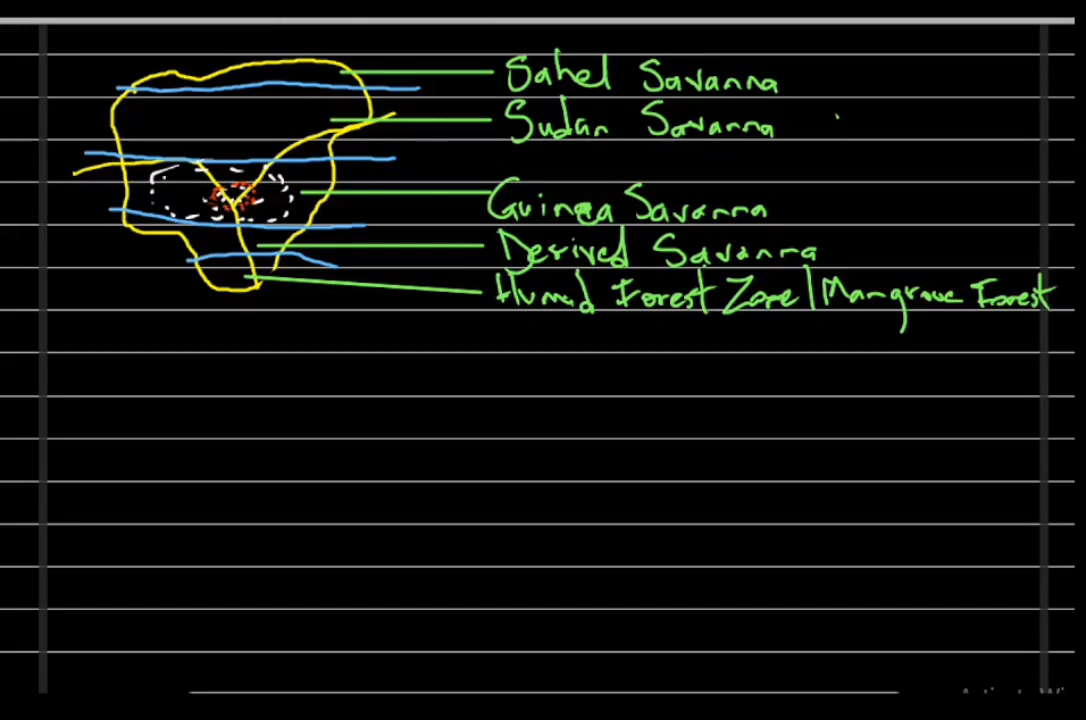 Sahel Savanna
Sudan Savanna
Guinea Savanna
Derived Savanna
Humid Forest Zone/Mangrove Forest